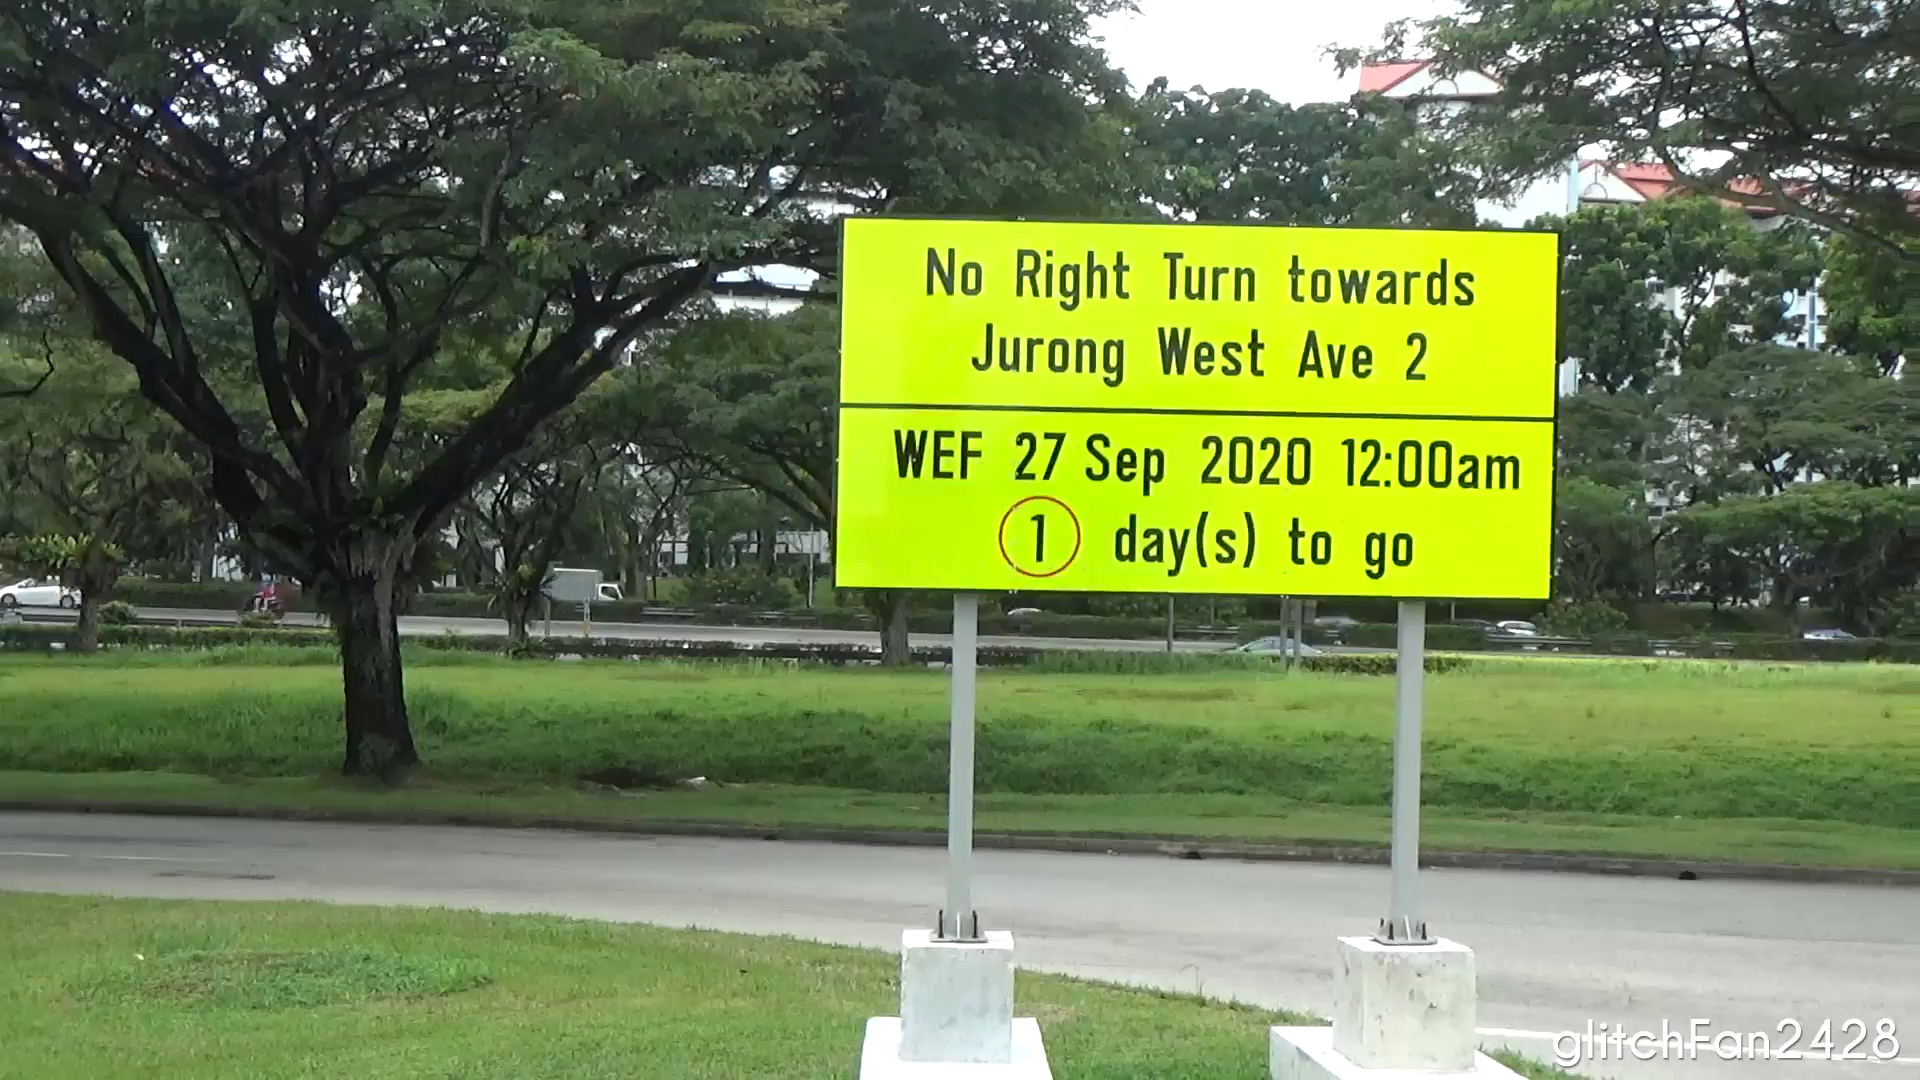 No Right Turn towards
Jurong West Ave 2
WEF 27 Sep 2020 12:00am
1 day(s) to go
glitchFan2428